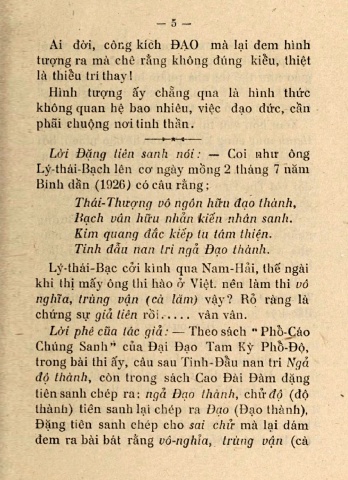 — 5 —
Ai đời, công kích ĐẠO mà lại đem hình
tượng ra mà chê rằng không đúng kiểu, thiệt
là thiếu trí thay!
Hình tượng ấy chẳng qua là hình thức
không quan hệ bao nhiêu, việc đạo đức, cần
phải chuộng nơi tinh thần.
Lời Đặng tiên sanh nói: — Coi như ông
Lý-thái-Bạch lên cơ ngày mồng 2 tháng 7 năm
Bính dần (1926) có câu rằng;
Thái-Thượng vô ngôn hữu đạo thành,
Bạch vân hữu nhãn kiến nhân sanh.
Kim quang đắc kiếp tu tâm thiện.
Tinh đẩu nan tri ngã Đạo thành.
Lý-thái-Bạc cởi kình qua Nam-Hải, thế ngài
khi thị mấy ông thi hào ở Việt. nên làm thi vô
nghĩa, trùng vận (cà lăm) vậy? Rõ ràng là
chứng sự giả tiên rồi..... vàn vân.
Lời phê của tác giả: — Theo sách “ Phổ-Cáo
Chúng Sanh” của Đại Đạo Tam Kỳ Phổ-Độ,
trong bài thi ấy, câu sau Tinh-Đẩu nan tri Ngã
độ thành, còn trong sách Cao Đài Đàm đặng
tiên sanh chép ra: ngã Đạo thành, chử độ (độ
thành) tiên sanh lại chép ra Đạo (Đạo thành),
Đặng tiên sanh chép cho sai chử mà lại dám
đem ra bài bát rằng vô-nghĩa, trùng vận (cà